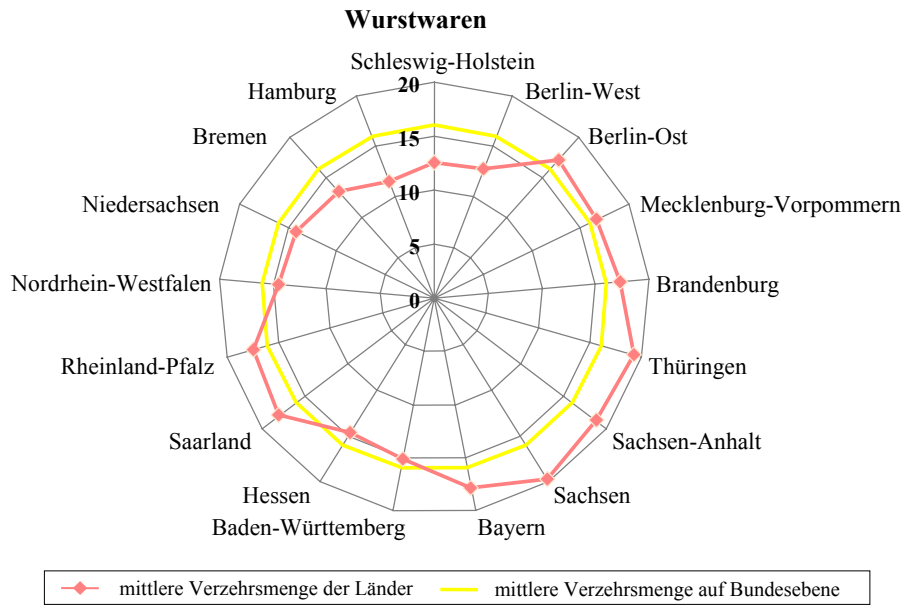 Wurstwaren
Schleswig-Holstein
Berlin-West
Berlin-Ost
Mecklenburg-Vorpommern
Brandenburg
Thüringen
Sachsen-Anhalt
Sachsen
Bayern
Baden-Württemberg
Hessen
Saarland
Rheinland-Pfalz
Nordrhein-Westfalen
Niedersachsen
Bremen
Hamburg
20
15
10
5
0
mittlere Verzehrsmenge der Länder
mittlere Verzehrsmenge auf Bundesebene